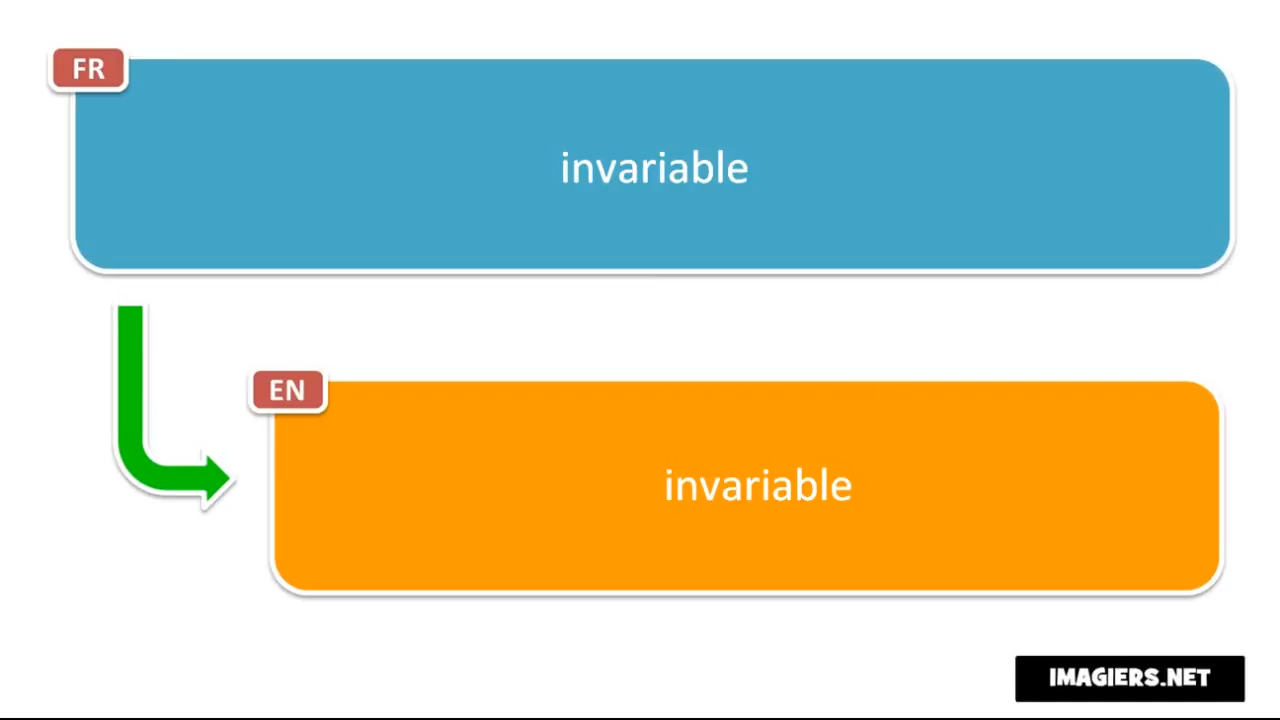 FR
invariable
EN
invariable
IMAGIERS.NET